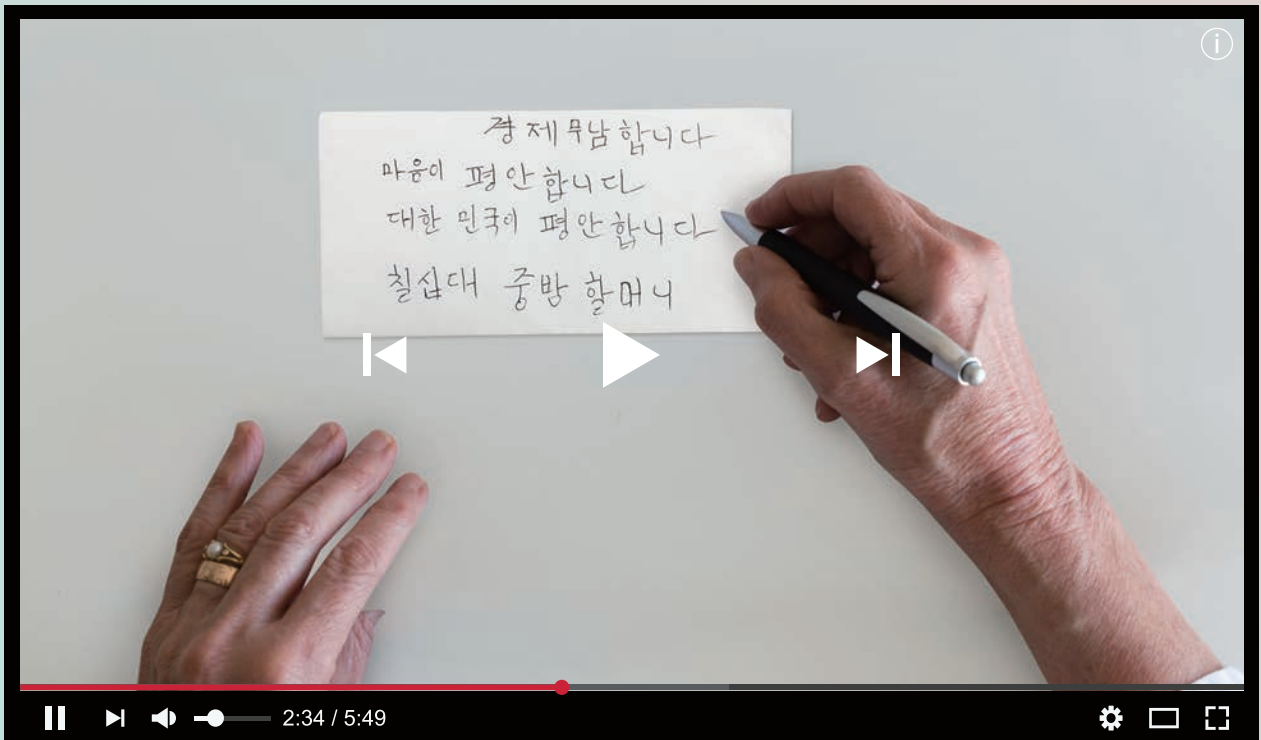 경제무남합니다
마음이 평안합니다
대한 민국이 평안합니다
칠십대 중방 할머니
2:34 / 5:49